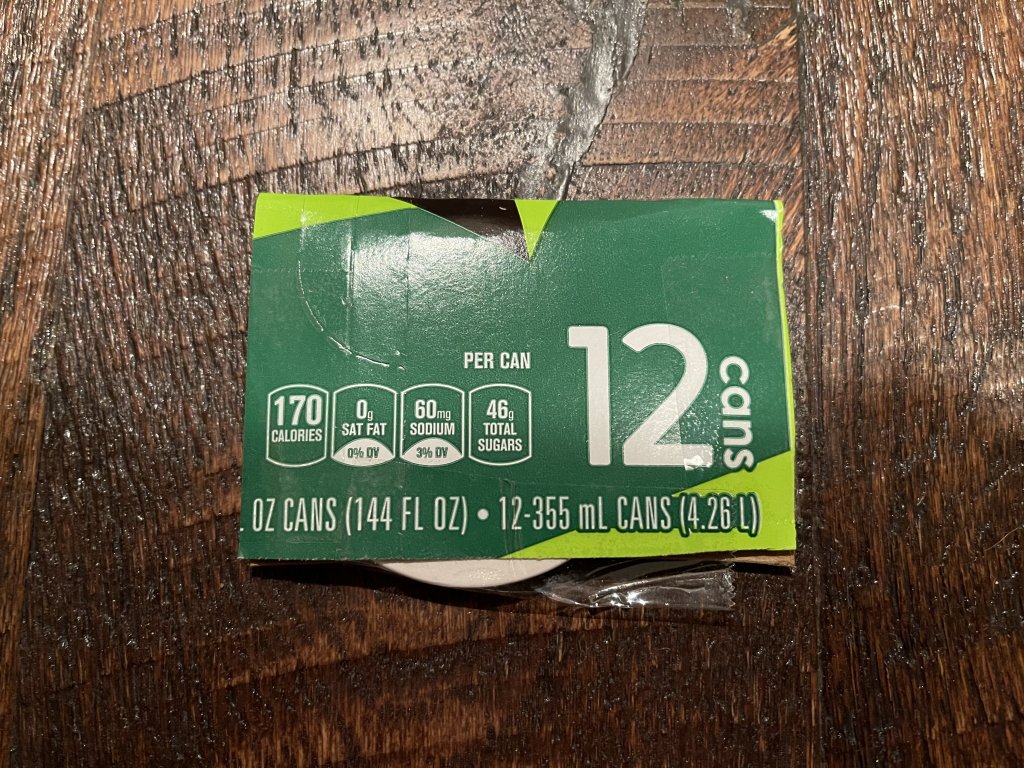 PER CAN
170
CALORIES
0g
SAT FAT
0% DV
60mg
SODIUM
3% DV
46g
TOTAL
SUGARS
12
cans
. OZ CANS (144 FL OZ) • 12-355 mL CANS (4.26 L)